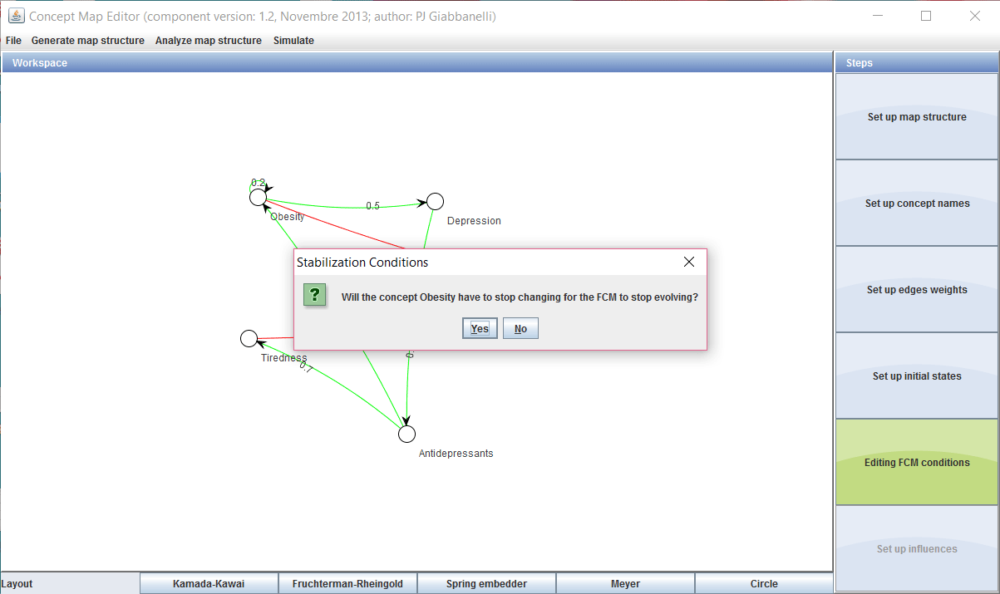 Concept Map Editor (component version: 1.2, Novembre 2013; author: PJ Giabbanelli)
File Generate map structure Analyze map structure Simulate
Workspace
Steps
Set up map structure
Set up concept names
Set up edges weights
Set up initial states
Editing FCM conditions
Set up influences
0.2
0.5
Obesity
Depression
Stabilization Conditions
?
Will the concept Obesity have to stop changing for the FCM to stop evolving?
Yes No
Tiredness
0.7
Antidepressants
Layout Kamada-Kawai Fruchterman-Rheingold Spring embedder Meyer Circle